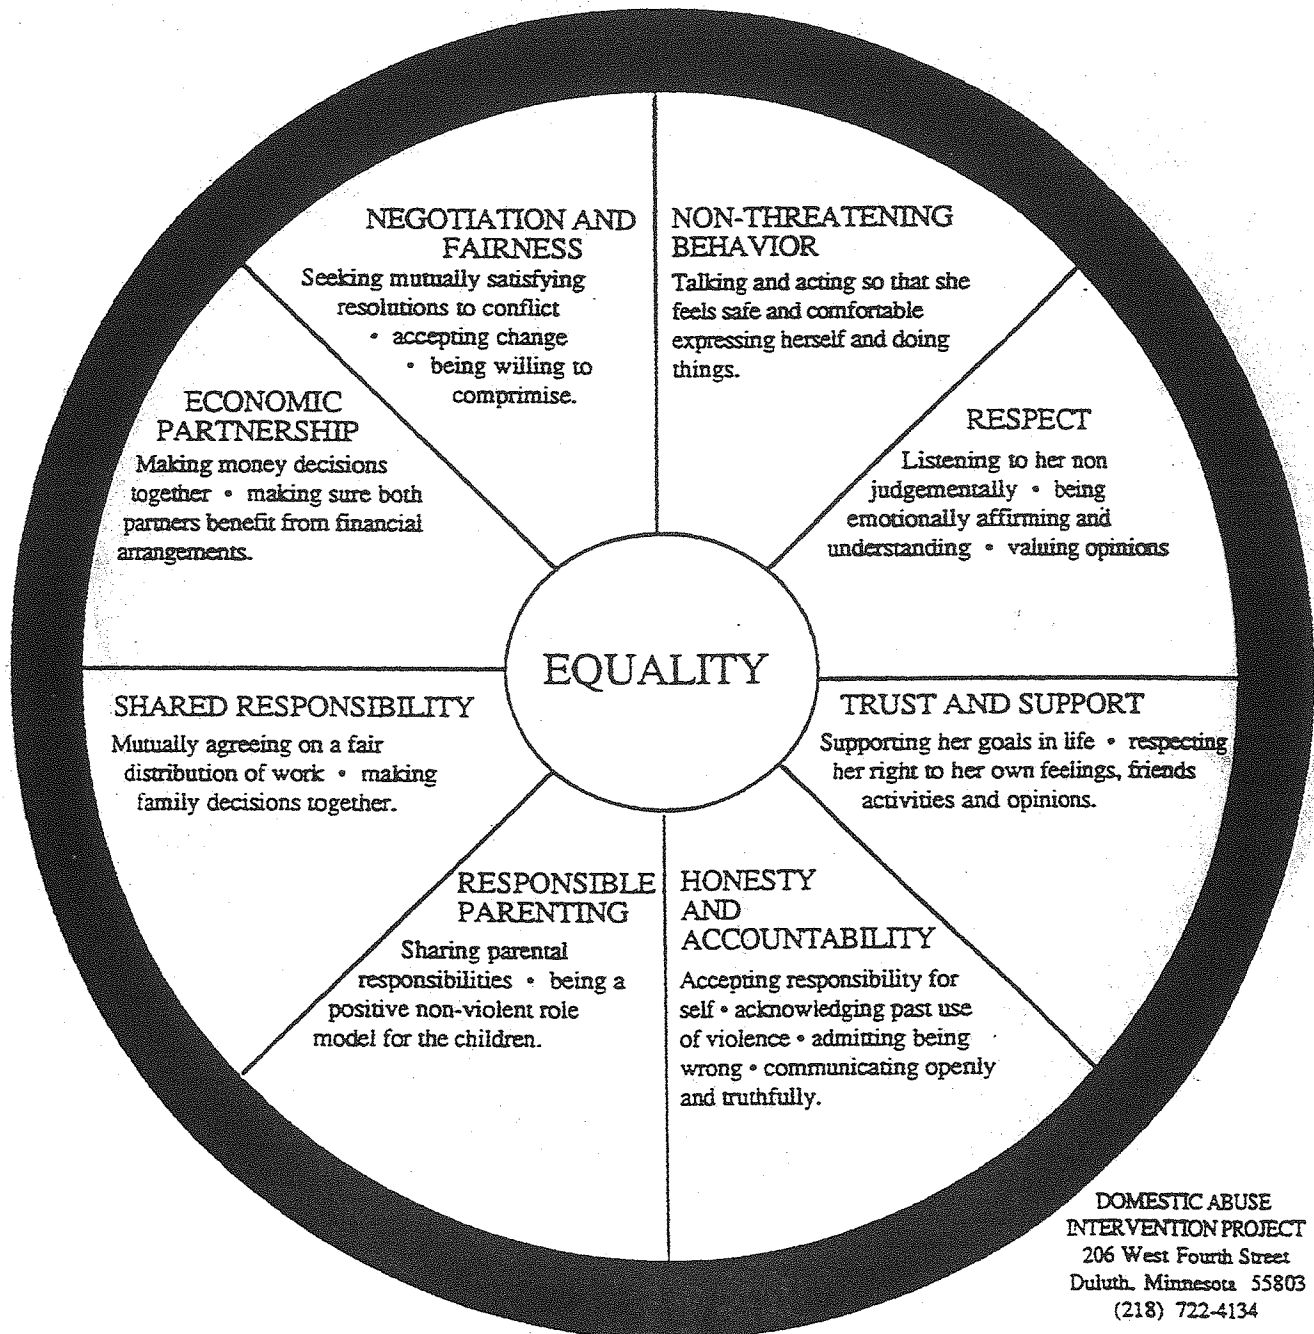 NEGOTIATION AND
FAIRNESS
Seeking mutually satisfying
resolutions to conflict
• accepting change
• being willing to
comprimise.
NON-THREATENING
BEHAVIOR
Talking and acting so that she
feels safe and comfortable
expressing herself and doing
things.
ECONOMIC
PARTNERSHIP
Making money decisions
together • making sure both
partners benefit from financial
arrangements.
RESPECT
Listening to her non
judgementally • being
emotionally affirming and
understanding • valuing opinions
EQUALITY
SHARED RESPONSIBILITY
Mutually agreeing on a fair
distribution of work • making
family decisions together.
TRUST AND SUPPORT
Supporting her goals in life • respecting
her right to her own feelings, friends
activities and opinions.
RESPONSIBLE
PARENTING
Sharing parental
responsibilities • being a
positive non-violent role
model for the children.
HONESTY
AND
ACCOUNTABILITY
Accepting responsibility for
self • acknowledging past use
of violence • admitting being
wrong • communicating openly
and truthfully.
DOMESTIC ABUSE
INTERVENTION PROJECT
206 West Fourth Street
Duluth, Minnesota 55803
(218) 722-4134